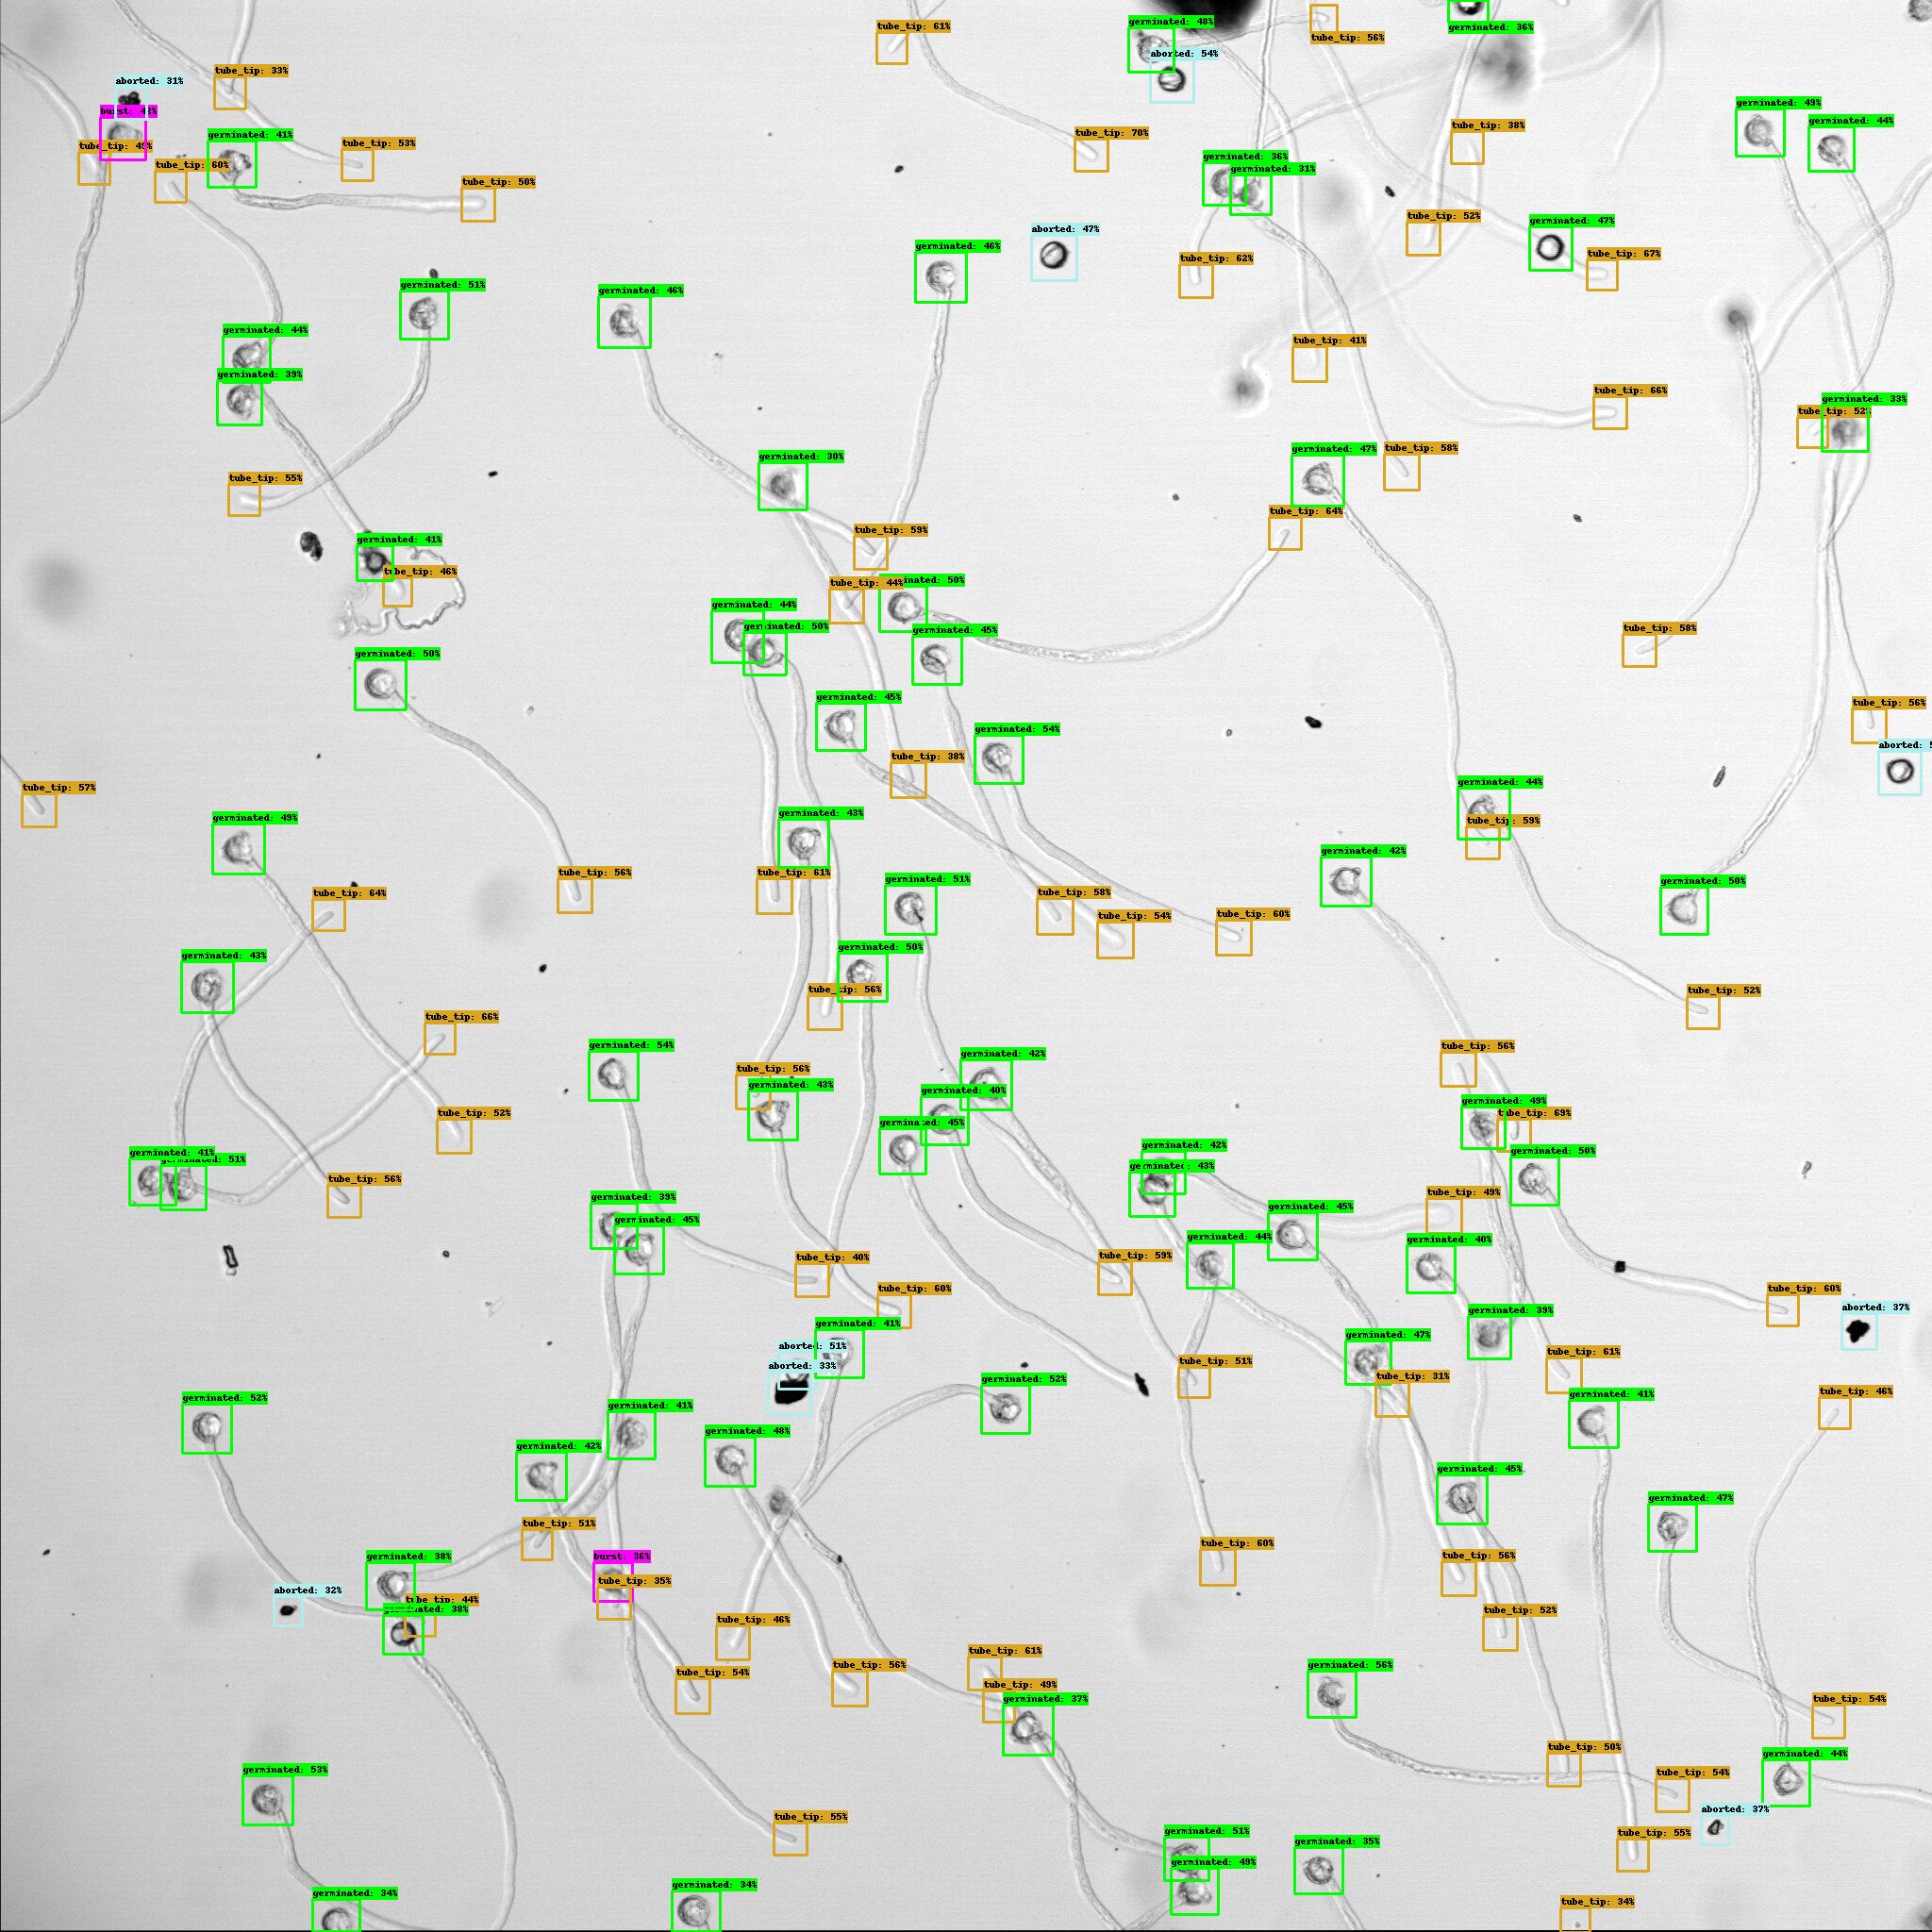 germinated: 48%
tube_tip: 61%
germinated: 36%
tube_tip: 56%
aborted: 54%
tube_tip: 33%
aborted: 31%
germinated: 49%
germinated: 44%
tube_tip: 38%
tube_tip: 70%
germinated: 41%
tube_tip: 53%
tube_tip: 60%
germinated: 36%
germinated: 31%
tube_tip: 50%
tube_tip: 52%
germinated: 47%
aborted: 47%
germinated: 46%
tube_tip: 67%
tube_tip: 62%
germinated: 51%
germinated: 46%
germinated: 44%
tube_tip: 41%
germinated: 39%
tube_tip: 66%
germinated: 33%
tube_tip: 52%
germinated: 47%
tube_tip: 58%
germinated: 30%
tube_tip: 55%
tube_tip: 64%
tube_tip: 59%
germinated: 41%
tube_tip: 46%
tube_tip: 44%
inated: 50%
germinated: 44%
germinated: 50%
germinated: 45%
tube_tip: 58%
germinated: 50%
germinated: 45%
tube_tip: 56%
germinated: 54%
aborted:
tube_tip: 38%
germinated: 44%
tube_tip: 57%
germinated: 49%
germinated: 43%
tube_tip: 59%
germinated: 42%
tube_tip: 56%
tube_tip: 61%
germinated: 51%
germinated: 50%
tube_tip: 64%
tube_tip: 58%
tube_tip: 54%
tube_tip: 60%
germinated: 43%
germinated: 50%
tube_tip: 56%
tube_tip: 52%
tube_tip: 66%
germinated: 54%
tube_tip: 56%
germinated: 42%
tube_tip: 56%
germinated: 43%
germinated: 40%
germinated: 49%
tube_tip: 69%
tube_tip: 52%
germinated: 45%
germinated: 41%
germinated: 51%
germinated: 42%
germinated: 43%
germinated: 50%
tube_tip: 56%
tube_tip: 49%
germinated: 39%
germinated: 45%
germinated: 45%
germinated: 44%
germinated: 40%
tube_tip: 40%
tube_tip: 59%
tube_tip: 60%
tube_tip: 60%
aborted: 37%
germinated: 39%
germinated: 41%
germinated: 47%
aborted: 51%
aborted: 33%
tube_tip: 51%
tube_tip: 61%
germinated: 52%
tube_tip: 31%
germinated: 52%
germinated: 41%
tube_tip: 46%
germinated: 41%
germinated: 48%
germinated: 42%
germinated: 45%
germinated: 47%
tube_tip: 51%
tube_tip: 60%
germinated: 38%
burst: 36%
tube_tip: 56%
tube_tip: 35%
aborted: 32%
tube_tip: 44%
germinated: 38%
tube_tip: 52%
tube_tip: 46%
tube_tip: 61%
tube_tip: 54%
tube_tip: 56%
germinated: 56%
tube_tip: 49%
germinated: 37%
tube_tip: 54%
tube_tip: 50%
germinated: 44%
germinated: 53%
tube_tip: 54%
aborted: 37%
tube_tip: 55%
germinated: 51%
germinated: 35%
tube_tip: 55%
germinated: 49%
germinated: 34%
germinated: 34%
tube_tip: 34%